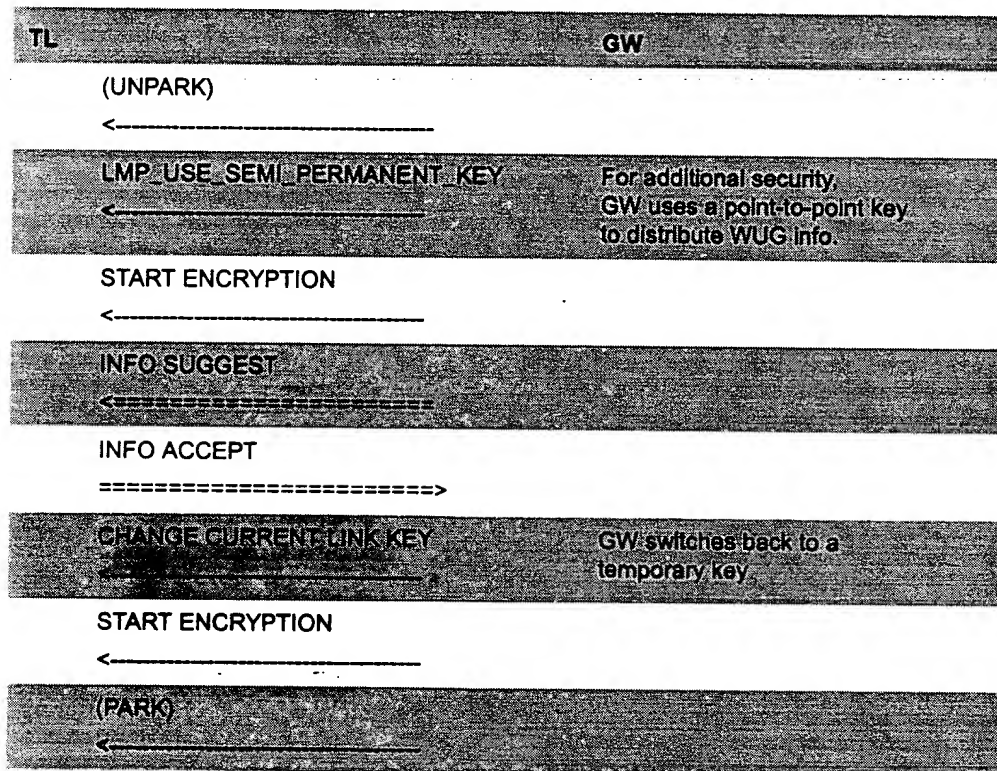 TL GW
(UNPARK)
<--------------------------------
LMP_USE_SEMI_PERMANENT_KEY For additional security,
GW uses a point-to-point key
<-------------------------------
to distribute WUG info.
START ENCRYPTION
<-------------------------------
INFO SUGGEST
<========================
INFO ACCEPT
========================>
CHANGE CURRENT LINK KEY GW switches back to a
temporary key.
<-------------------------------
START ENCRYPTION
<-------------------------------
(PARK)
<-------------------------------